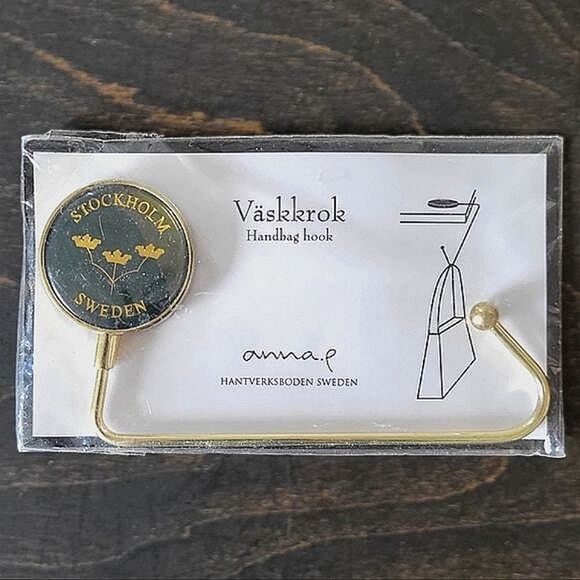 STOCKHOLM
SWEDEN
Väskkrok
Handbag hook
anna.e
HANTVERKSBODEN SWEDEN